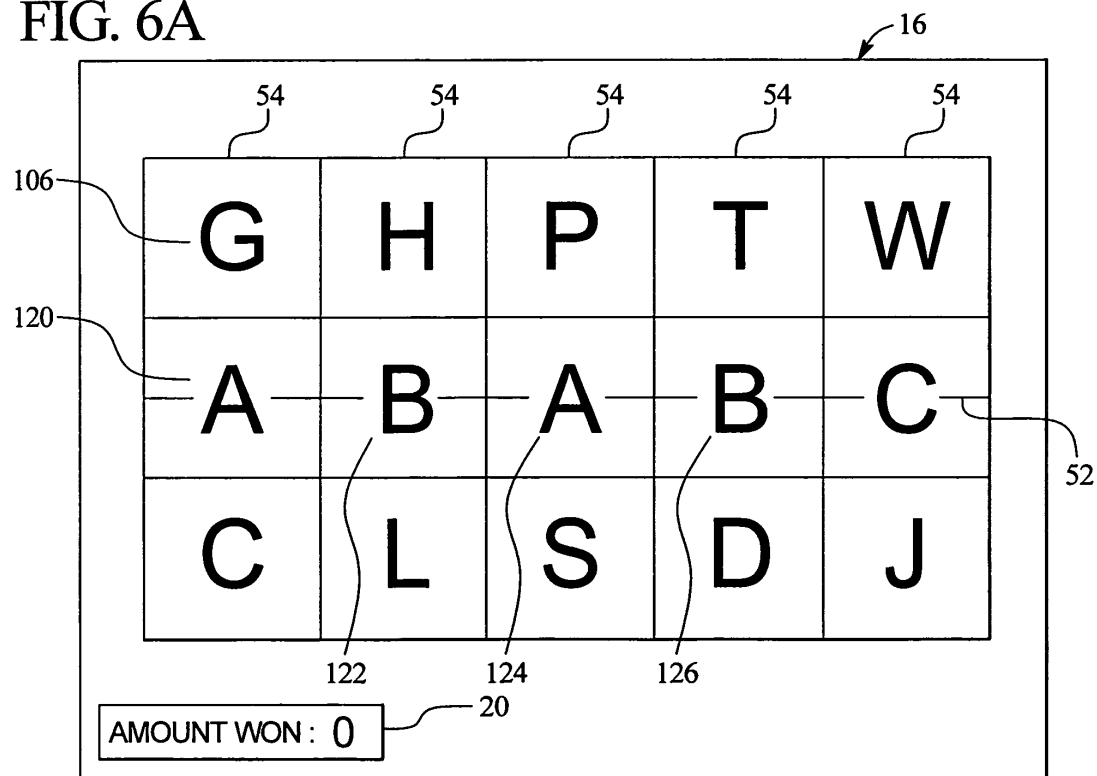 FIG. 6A
16
54 54 54 54 54
106
G H P T W
120
A B A B C
52
C L S D J
122 124 126
AMOUNT WON : 0
20